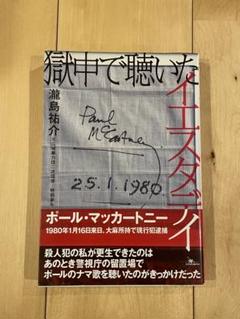 獄中で聴いた
イエスタデイ
瀧島祐介
Paul
McCartney
25.1.1980.
ポール・マッカートニー
1980年1月16日来日、大麻所持で現行犯逮捕
殺人犯の私が更生できたのは
あのとき警視庁の留置場で
ポールのナマ歌を聴いたのがきっかけだった